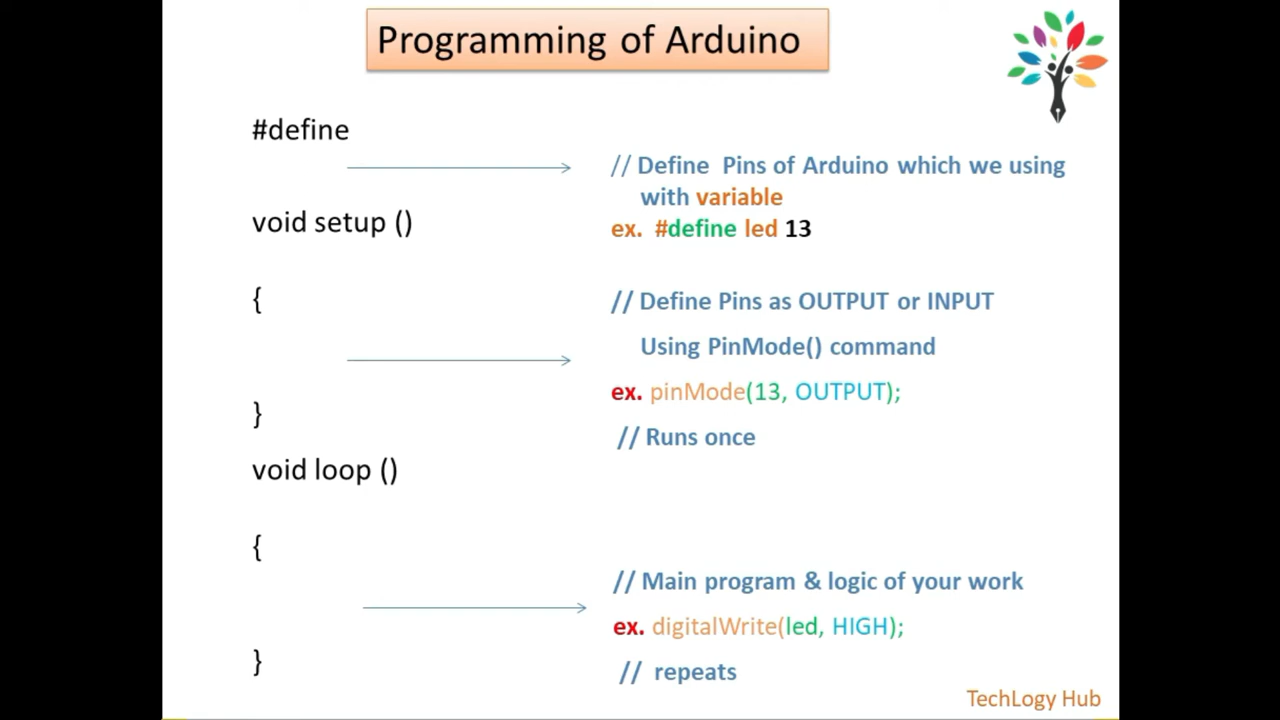 Programming of Arduino
#define
// Define Pins of Arduino which we using
with variable
ex. #define led 13
void setup ()
{
// Define Pins as OUTPUT or INPUT
Using PinMode() command
ex. pinMode(13, OUTPUT);
}
// Runs once
void loop ()
{
// Main program & logic of your work
ex. digitalWrite(led, HIGH);
}
// repeats
TechLogy Hub